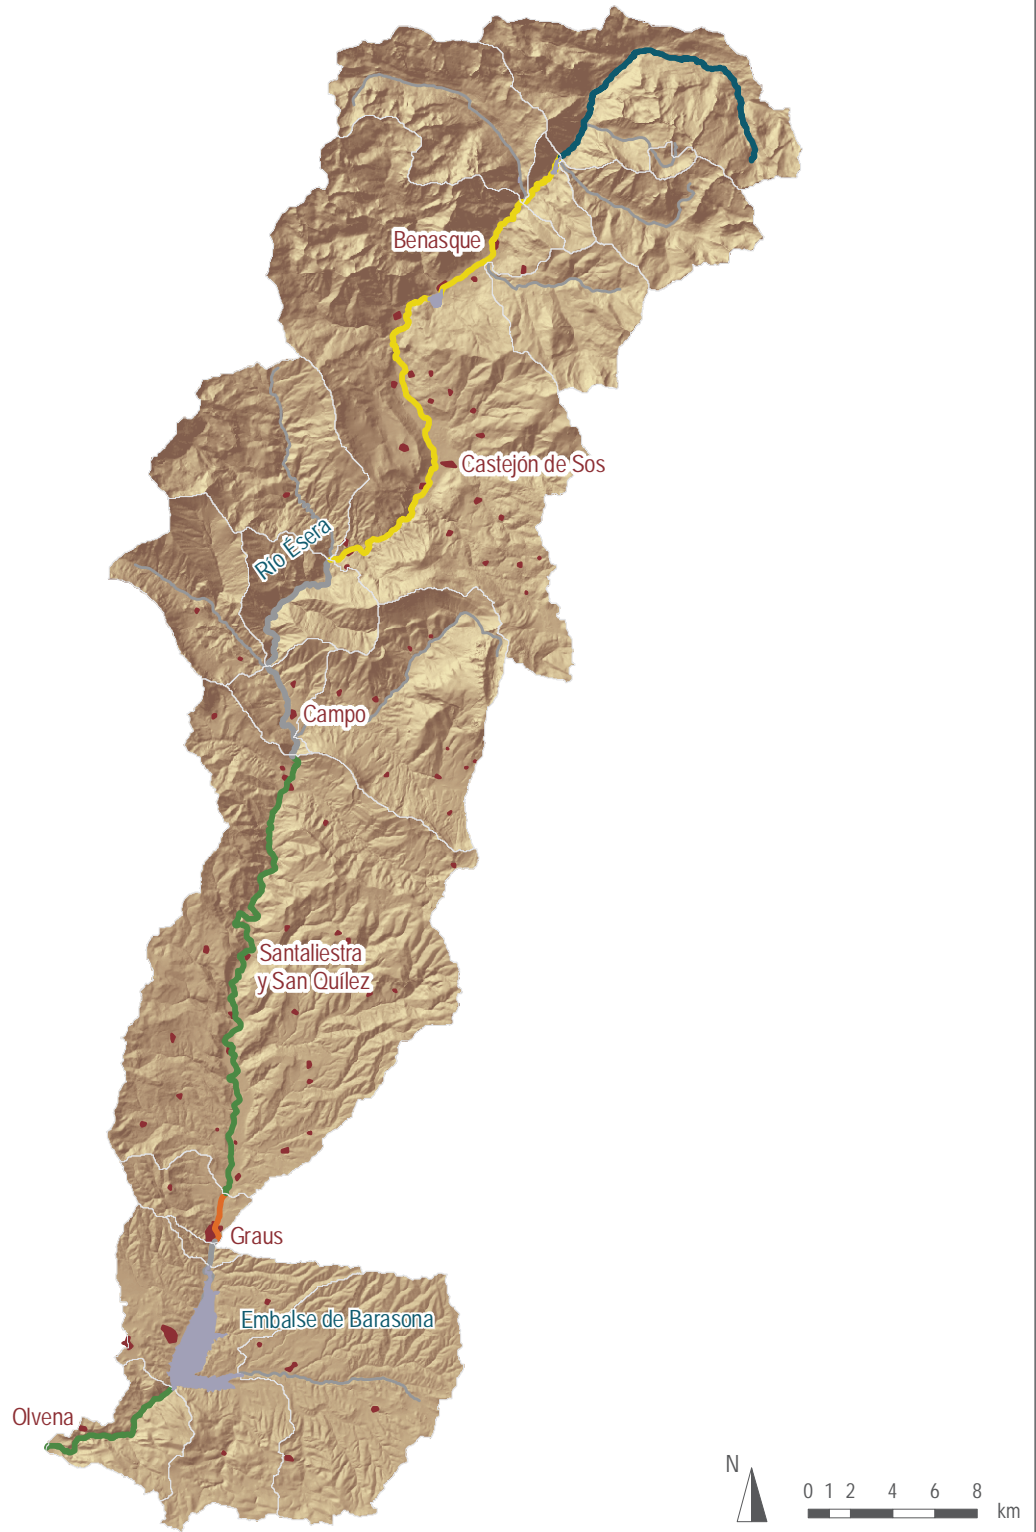 Benasque
Castejón de Sos
Río Ésera
Campo
Santaliestra
y San Quílez
Graus
Embalse de Barasona
Olvena
N
0 1 2 4 6 8
km